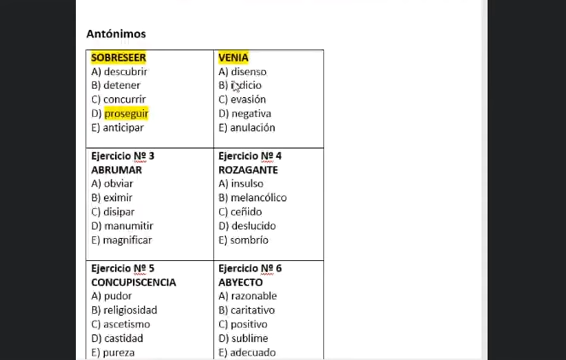 Antónimos
SOBRESEER
A) descubrir
B) detener
C) concurrir
D) proseguir
E) anticipar
VENIA
A) disenso
B) indicio
C) evasión
D) negativa
E) anulación
Ejercicio Nº 3
ABRUMAR
A) obviar
B) eximir
C) disipar
D) manumitir
E) magnificar
Ejercicio Nº 4
ROZAGANTE
A) insulso
B) melancólico
C) ceñido
D) deslucido
E) sombrío
Ejercicio Nº 5
CONCUPISCENCIA
A) pudor
B) religiosidad
C) ascetismo
D) castidad
E) pureza
Ejercicio Nº 6
ABYECTO
A) razonable
B) caritativo
C) positivo
D) sublime
E) adecuado